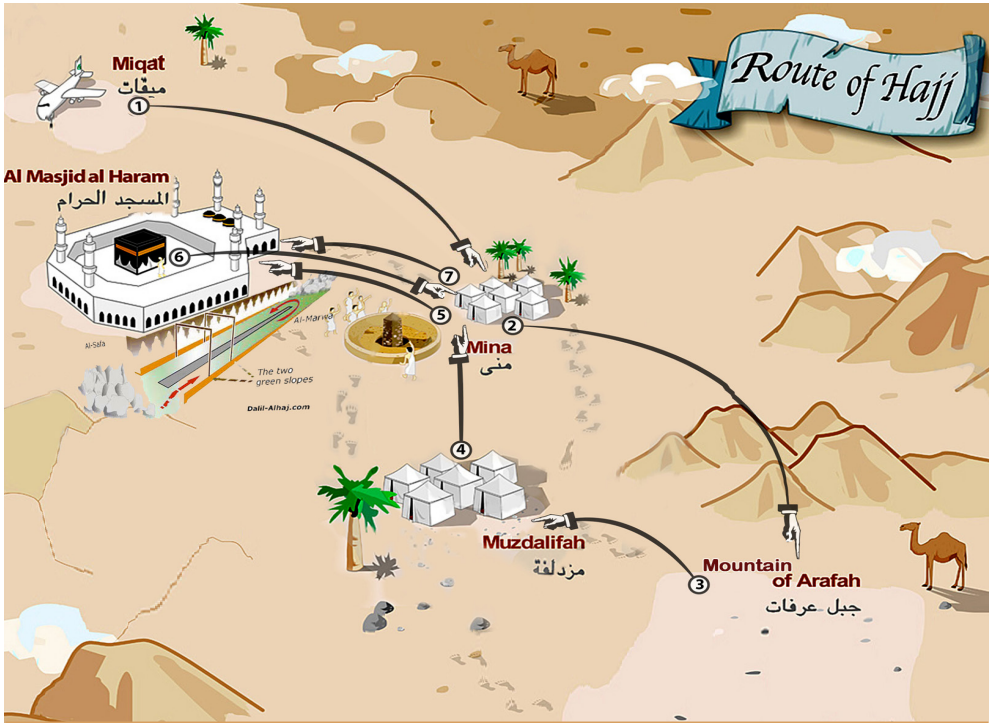 Route of Hajj
Miqat
ميقات
1
Al Masjid al Haram
المسجد الحرام
6
7
5
2
Mina
منى
Al-Marwa
Al-Safa
The two
green slopes
Dalil-Alhaj.com
4
Muzdalifah
مزدلفة
3
Mountain
of Arafah
جبل عرفات